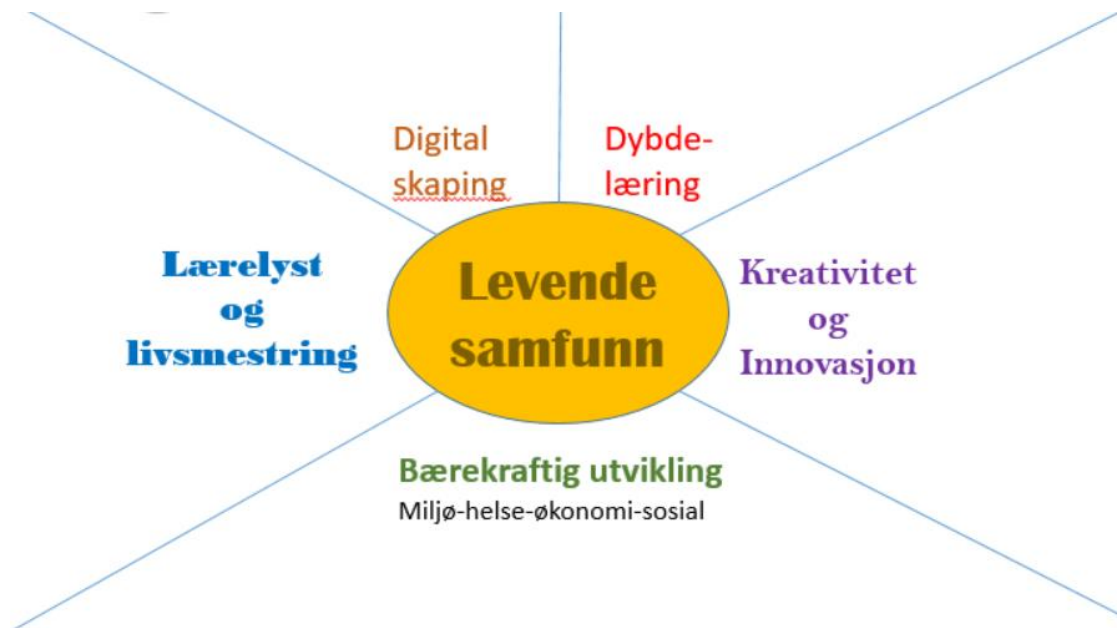 Digital
skaping
Dybde-
læring
Lærelyst
og
livsmestring
Levende
samfunn
Kreativitet
og
Innovasjon
Bærekraftig utvikling
Miljø-helse-økonomi-sosial